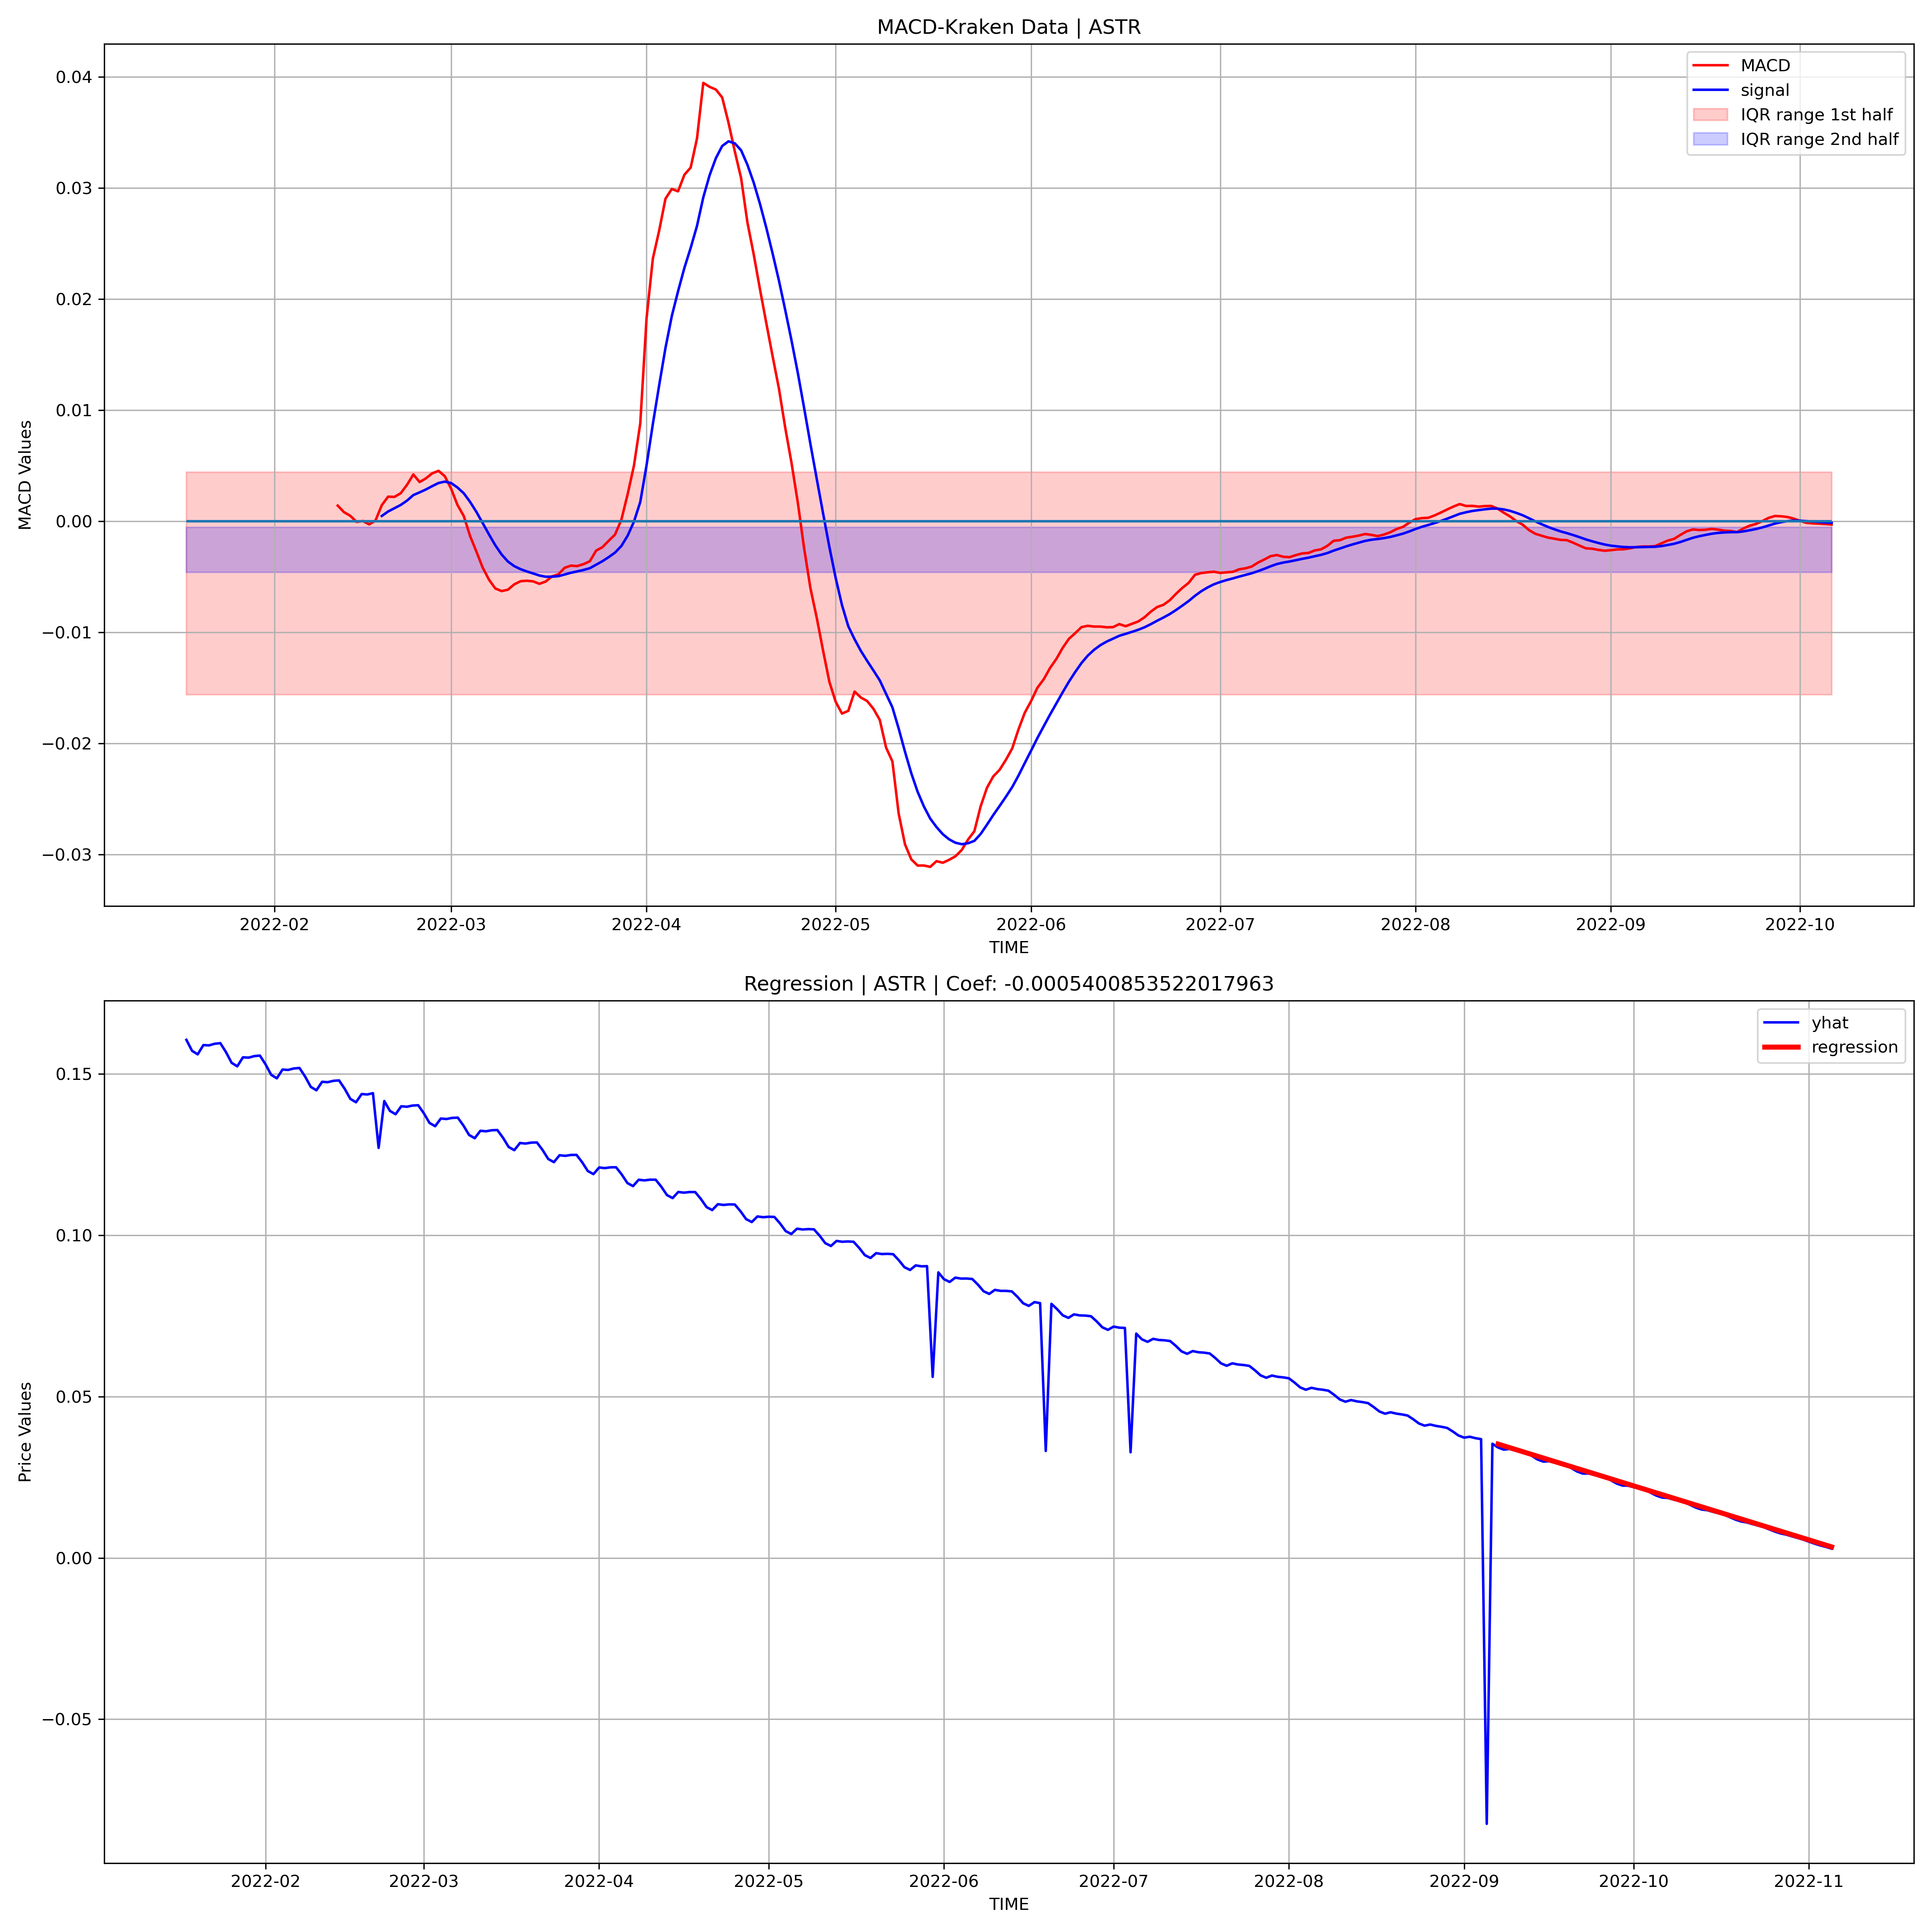 MACD-Kraken Data | ASTR
MACD
signal
IQR range 1st half
IQR range 2nd half
MACD Values
0.04
0.03
0.02
0.01
0.00
−0.01
−0.02
−0.03
2022-02 2022-03 2022-04 2022-05 2022-06 2022-07 2022-08 2022-09 2022-10
TIME
Regression | ASTR | Coef: -0.0005400853522017963
yhat
regression
Price Values
0.15
0.10
0.05
0.00
−0.05
2022-02 2022-03 2022-04 2022-05 2022-06 2022-07 2022-08 2022-09 2022-10 2022-11
TIME